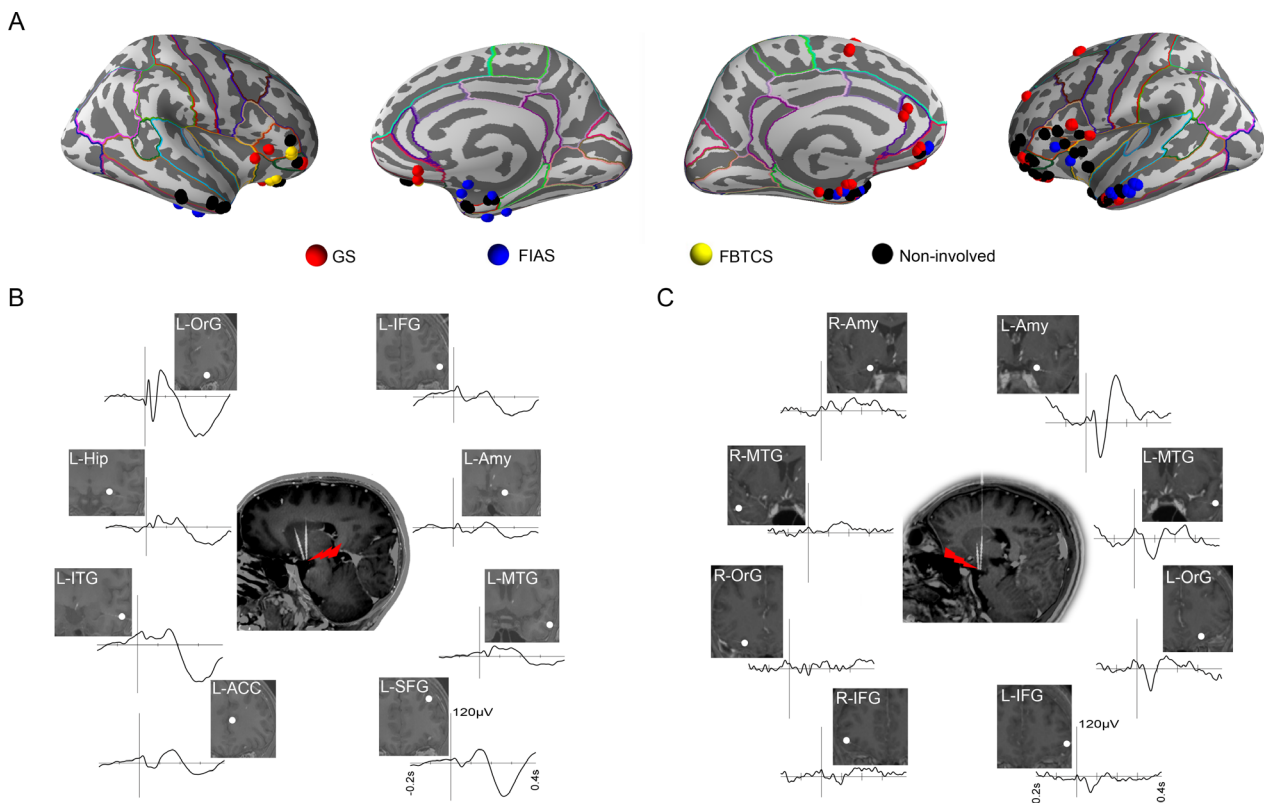 A
GS
FIAS
FBTCS
Non-involved
B
L-OrG
L-IFG
L-Hip
L-Amy
L-ITG
L-MTG
L-ACC
L-SFG
120µV
-0.2s
0.4s
C
R-Amy
L-Amy
R-MTG
L-MTG
R-OrG
L-OrG
R-IFG
L-IFG
120µV
0.2s
0.4s